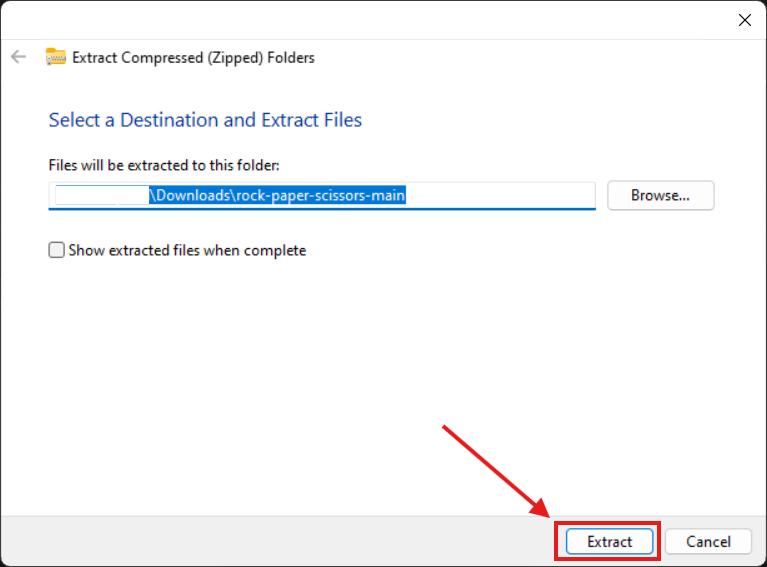 Extract Compressed (Zipped) Folders
Select a Destination and Extract Files
Files will be extracted to this folder:
\Downloads\rock-paper-scissors-main
Browse...
Show extracted files when complete
Extract
Cancel